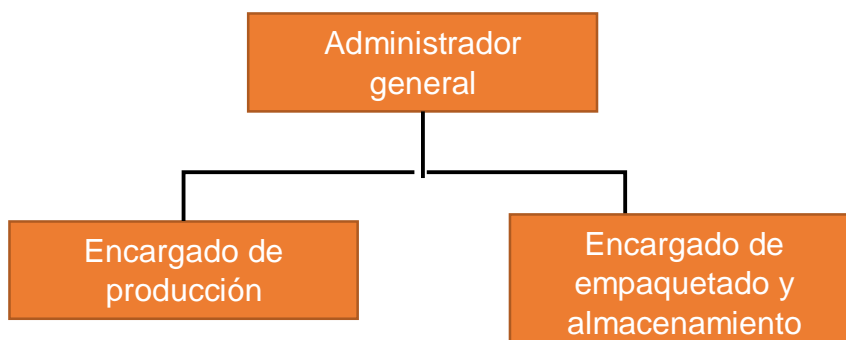 Administrador
general
Encargado de
producción
Encargado de
empaquetado y
almacenamiento